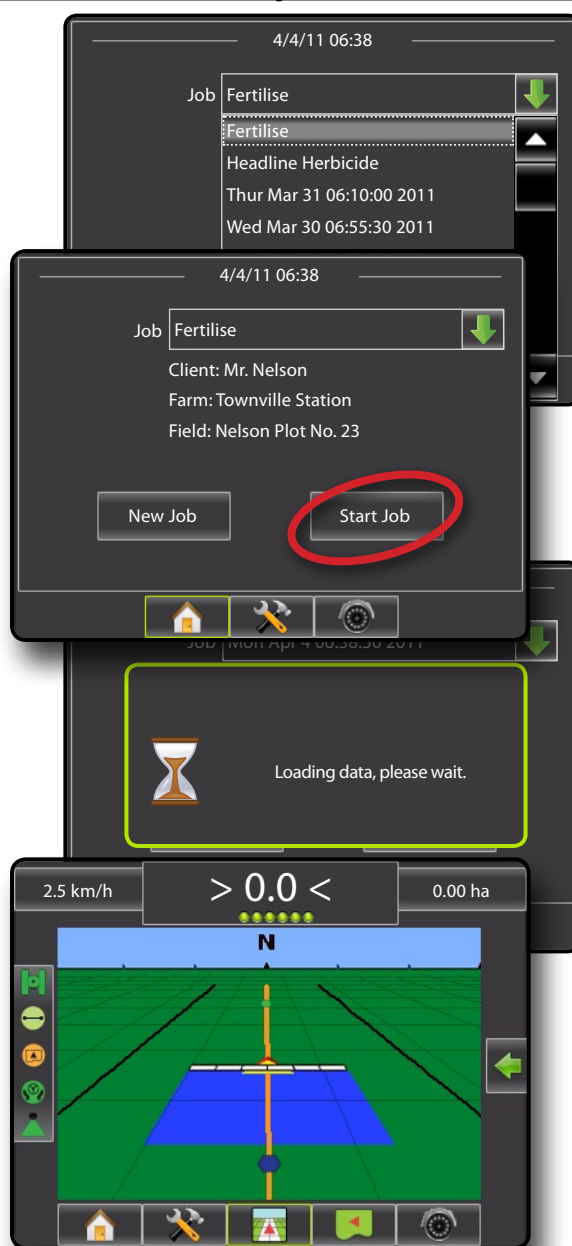 4/4/11 06:38
Job Fertilise
Fertilise
Headline Herbicide
Thur Mar 31 06:10:00 2011
Wed Mar 30 06:55:30 2011
4/4/11 06:38
Job Fertilise
Client: Mr. Nelson
Farm: Townville Station
Field: Nelson Plot No. 23
New Job Start Job
Job Mon Apr 4 06:38:50 2011
Loading data, please wait.
2.5 km/h > 0.0 < 0.00 ha
N